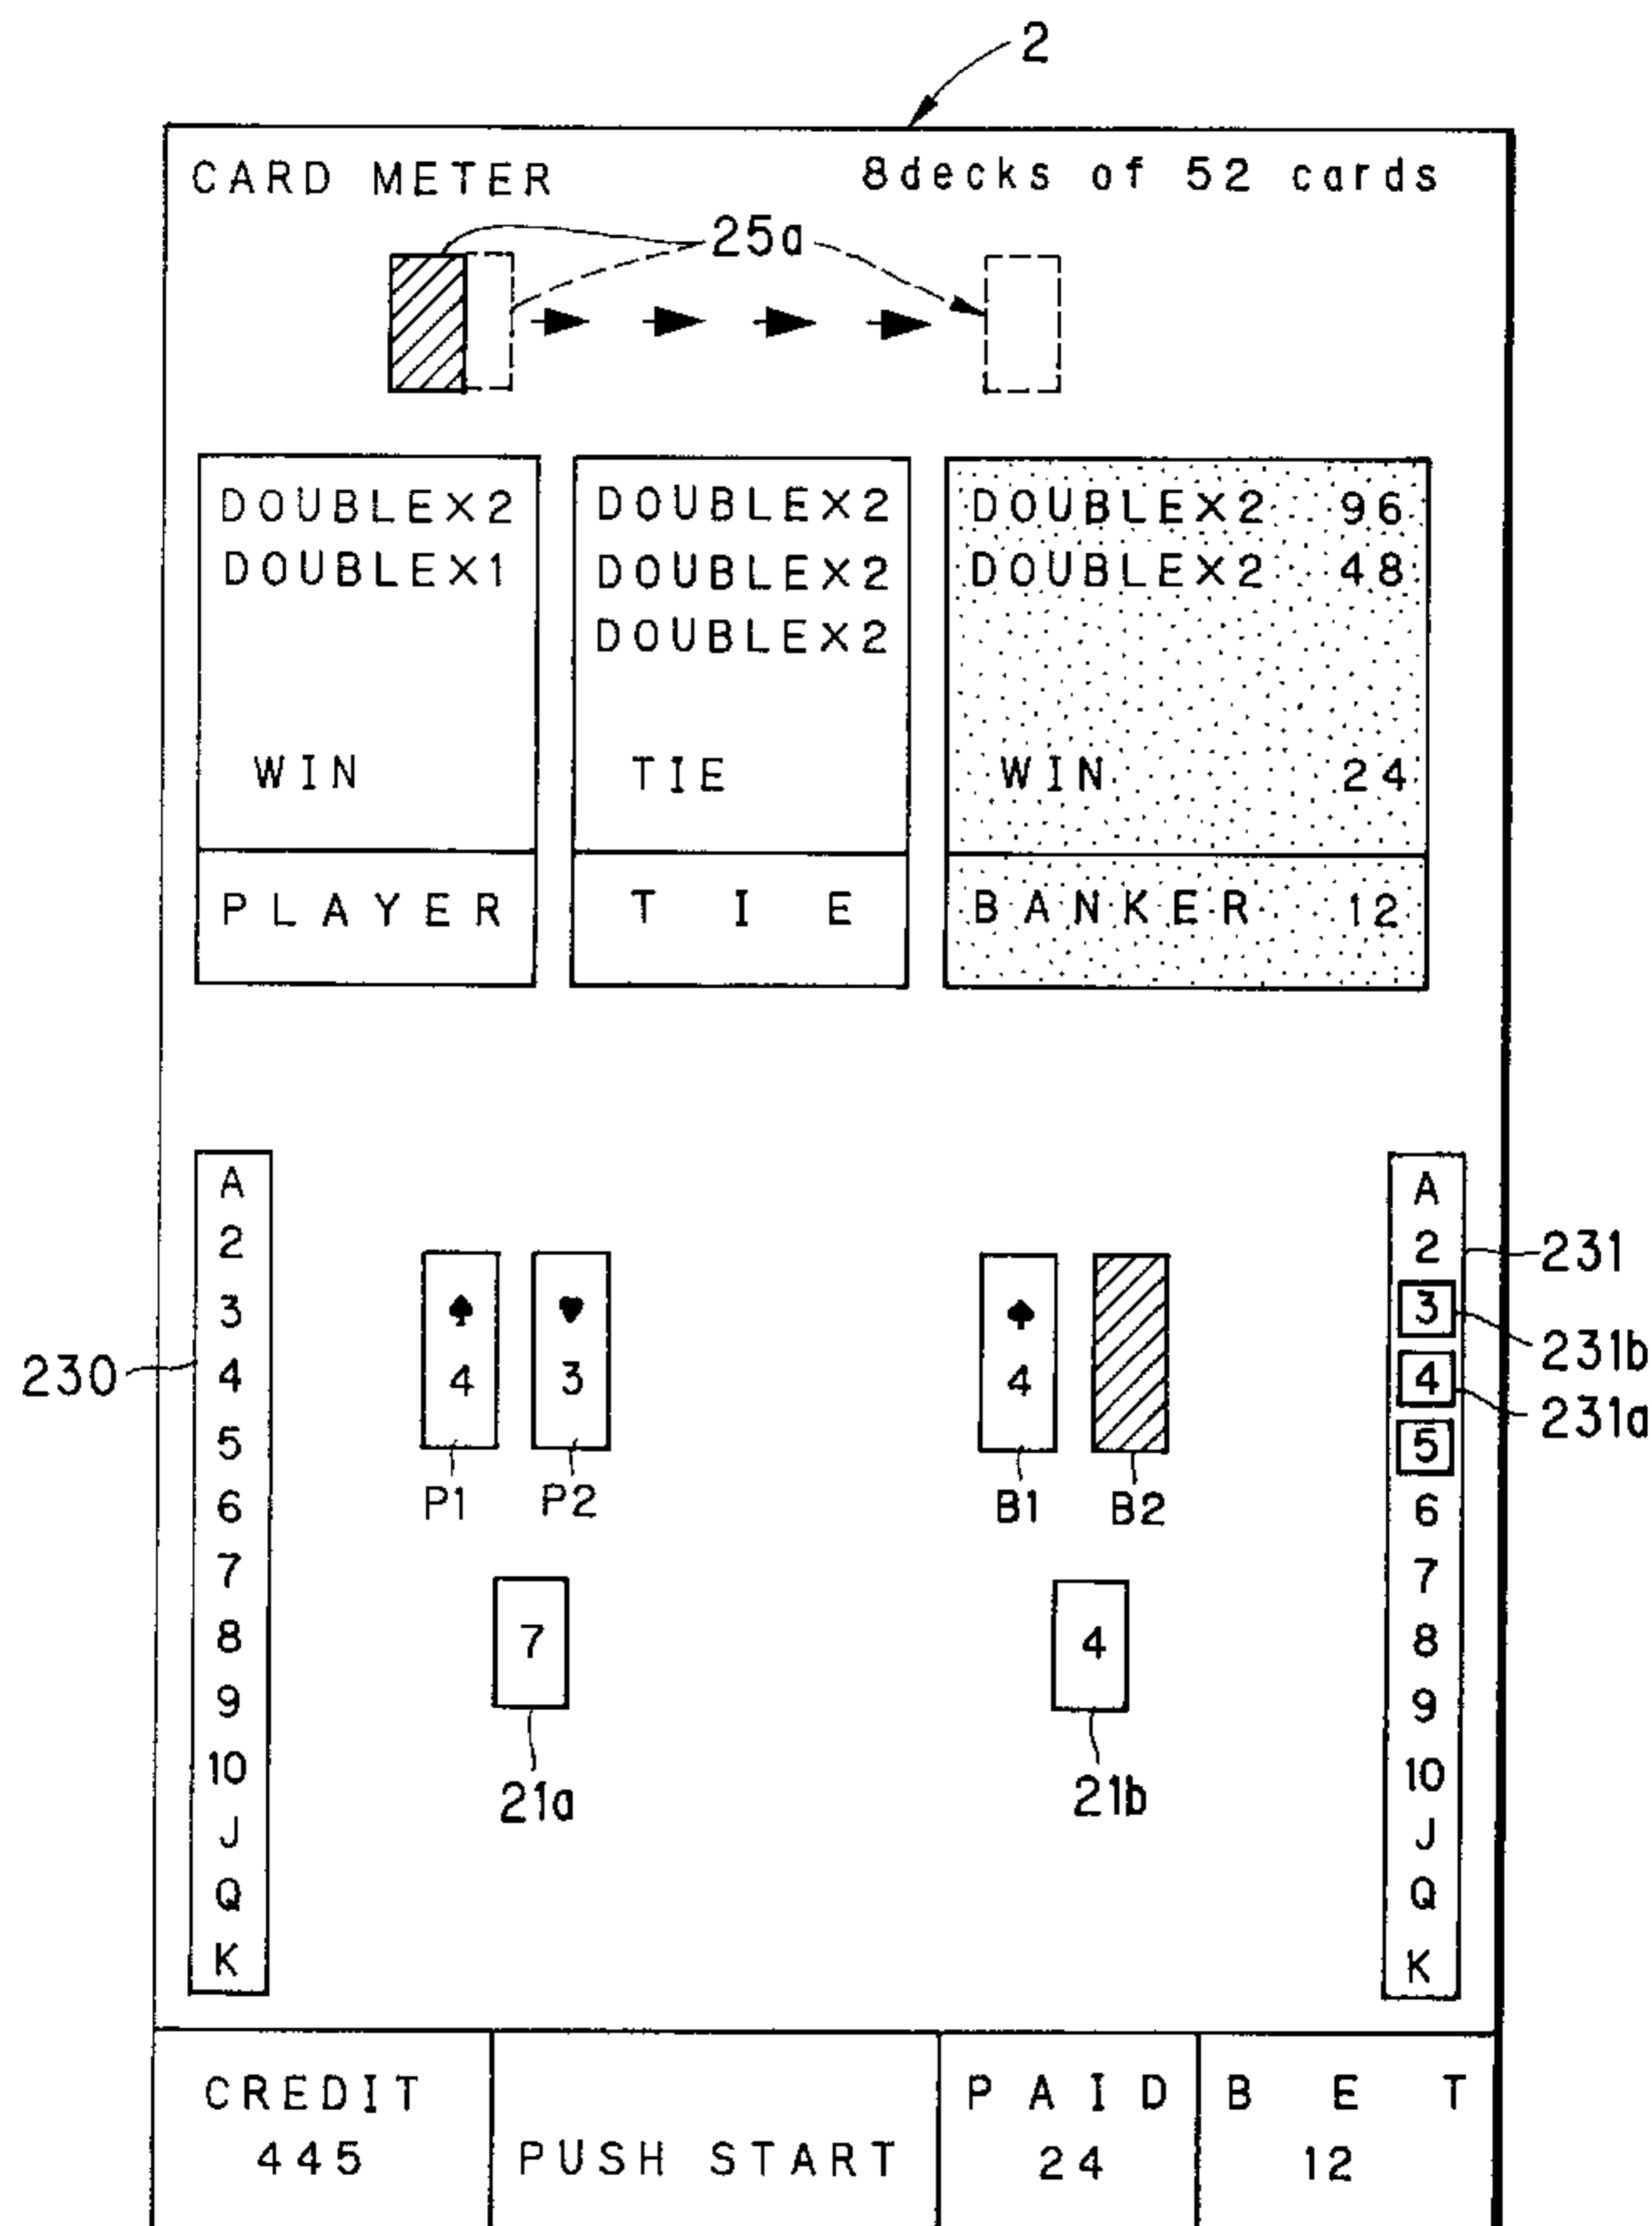 2
CARD METER 8decks of 52 cards
25a
DOUBLEX2
DOUBLEX1
WIN
PLAYER
DOUBLEX2
DOUBLEX2
DOUBLEX2
TIE
TIE
DOUBLEX2 96
DOUBLEX2 48
WIN 24
BANKER 12
A
2
3
4
5
6
7
8
9
10
J
Q
K
230
♠ ♥
4 3
P1 P2
7
21a
♠
4
B1 B2
4
21b
A
2
3
4
5
6
7
8
9
10
J
Q
K
231
231b
231a
CREDIT
445
PUSH START
PAID
24
BET
12